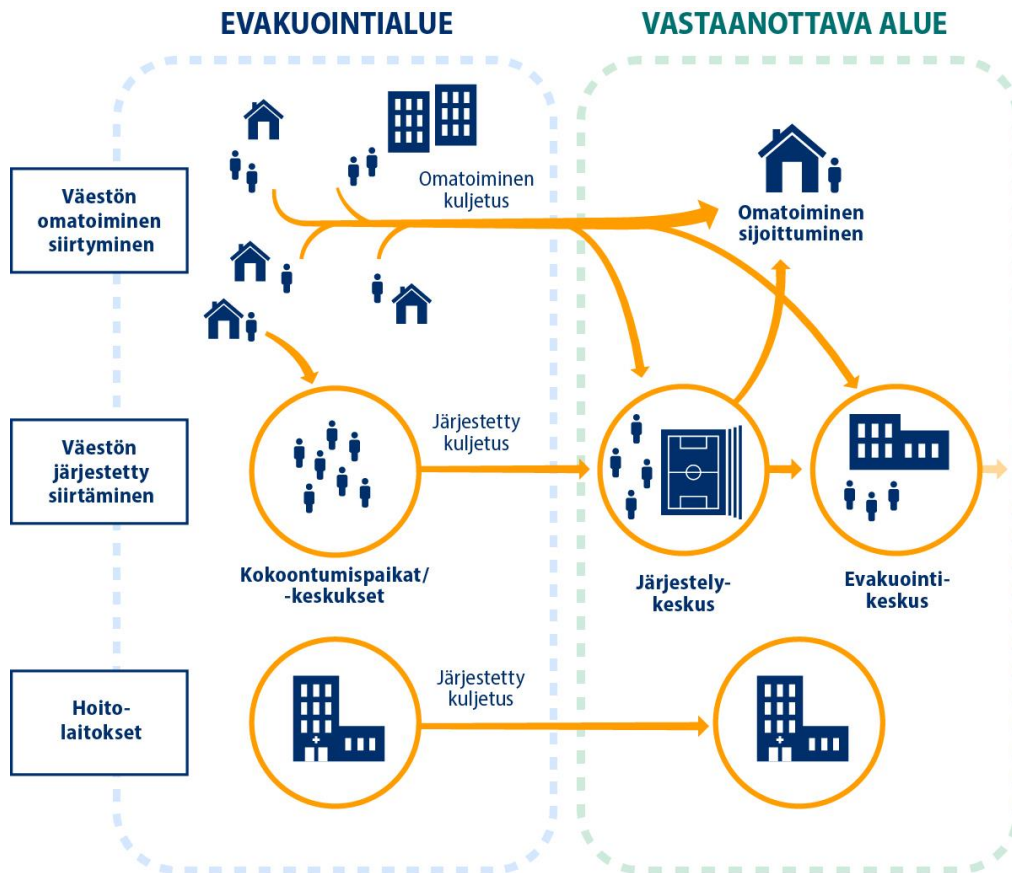 EVAKUOINTIALUE
VASTAANOTTAVA ALUE
Väestön
omatoiminen
siirtyminen
Omatoiminen
kuljetus
Omatoiminen
sijoittuminen
Väestön
järjestetty
siirtäminen
Järjestetty
kuljetus
Kokoontumispaikat/
-keskukset
Järjestely-
keskus
Evakuointi-
keskus
Hoito-
laitokset
Järjestetty
kuljetus